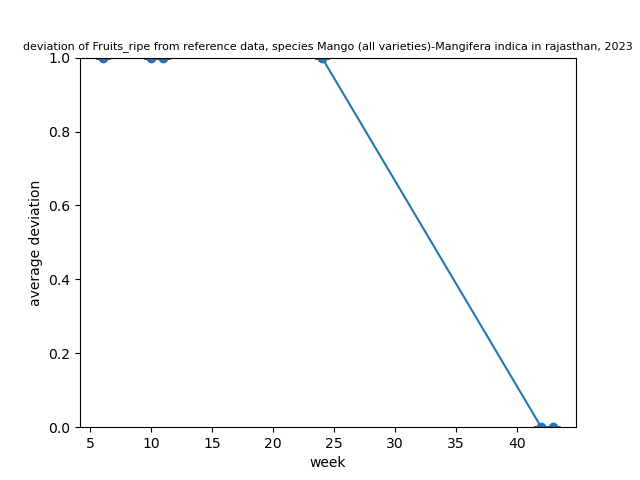 deviation of Fruits_ripe from reference data, species Mango (all varieties)-Mangifera indica in rajasthan, 2023
1.0
0.8
0.6
0.4
0.2
0.0
average deviation
5 10 15 20 25 30 35 40
week